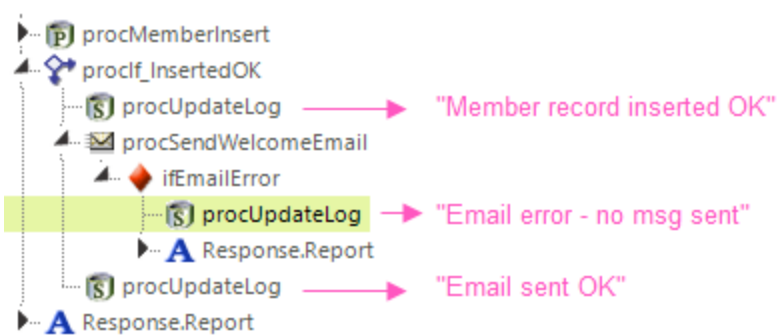 procMemberInsert
procIf_InsertedOK
procUpdateLog "Member record inserted OK"
procSendWelcomeEmail
ifEmailError
procUpdateLog "Email error - no msg sent"
Response.Report
procUpdateLog "Email sent OK"
Response.Report